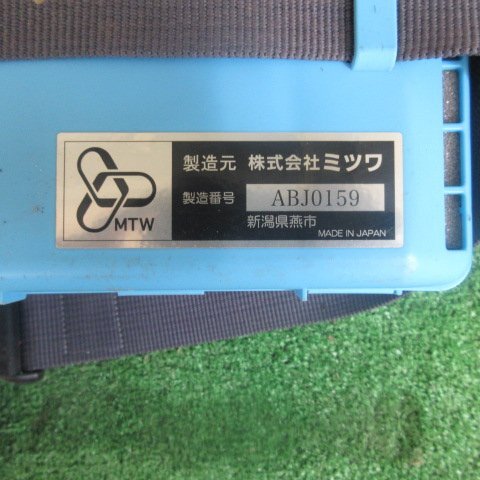 MTW
製造元 株式会社ミツワ
製造番号 ABJ0159
新潟県燕市
MADE IN JAPAN